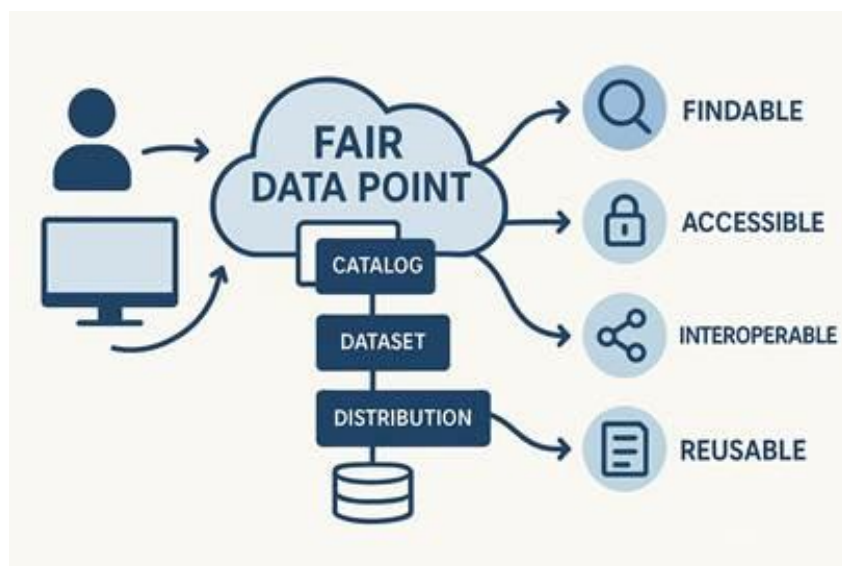 FAIR
DATA POINT
CATALOG
DATASET
DISTRIBUTION
FINDABLE
ACCESSIBLE
INTEROPERABLE
REUSABLE